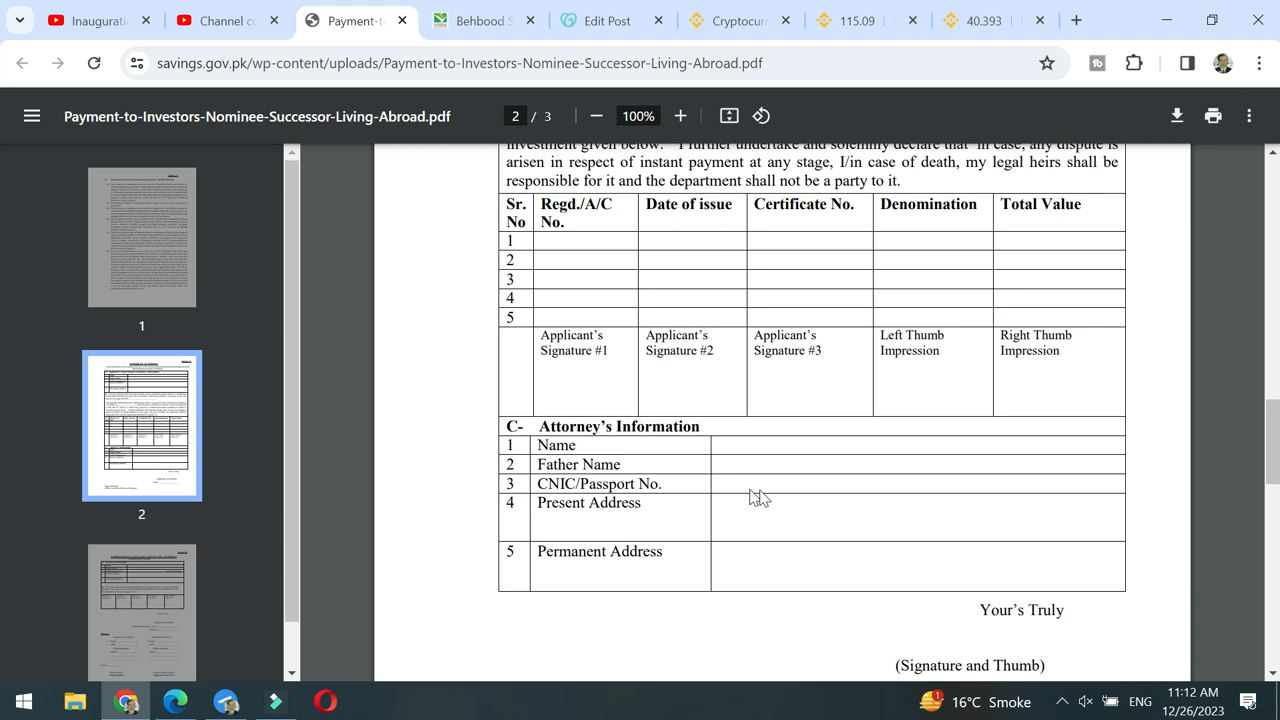 Inaugurati
Channel co
Payment-to
Behbood S
Edit Post
Cryptocurr
115.09 |
40.393 |
savings.gov.pk/wp-content/uploads/Payment-to-Investors-Nominee-Successor-Living-Abroad.pdf
Payment-to-Investors-Nominee-Successor-Living-Abroad.pdf
2 / 3
100%
investment given below. I further undertake and solemnly declare that in case, any dispute is
arisen in respect of instant payment at any stage, I/in case of death, my legal heirs shall be
responsible for it and the department shall not be a party to it.
Sr. No Regd./A/C No. Date of issue Certificate No. Denomination Total Value
1
2
3
4
5
Applicant's Signature #1 Applicant's Signature #2 Applicant's Signature #3 Left Thumb Impression Right Thumb Impression
C- Attorney's Information
1 Name
2 Father Name
3 CNIC/Passport No.
4 Present Address
5 Permanent Address
Your's Truly
(Signature and Thumb)
1
2
1
16°C Smoke
ENG
11:12 AM
12/26/2023